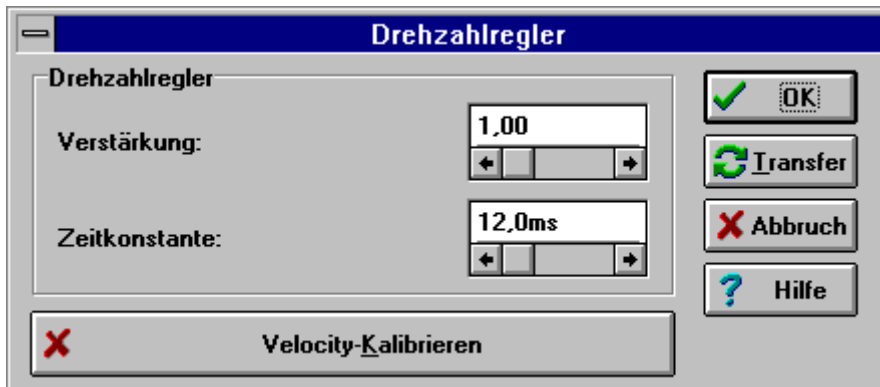 Drehzahlregler
Drehzahlregler
Verstärkung:
1,00
Zeitkonstante:
12,0ms
Velocity-Kalibrieren
OK
Transfer
Abbruch
Hilfe